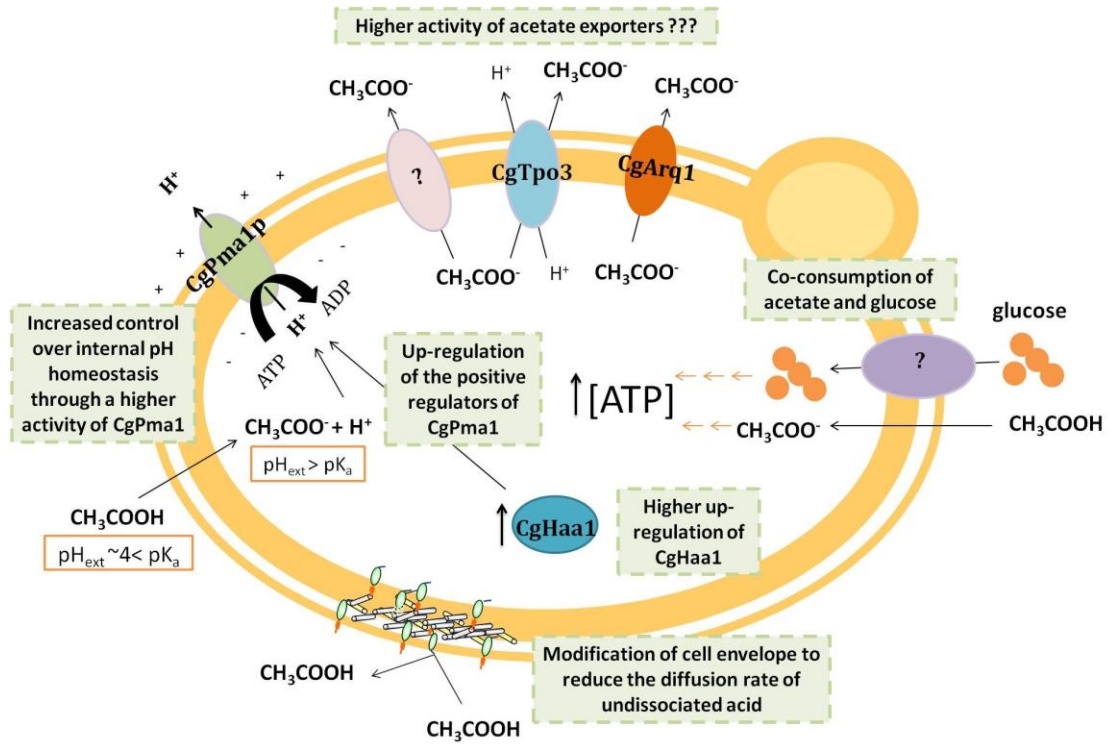 Higher activity of acetate exporters ???
CH₃COO⁻
H⁺
CH₃COO⁻
CH₃COO⁻
?
CgTpo3
CgArq1
CH₃COO⁻
H⁺
CH₃COO⁻
H⁺
+
+
+
+
+
CgPma1p
-
-
-
-
-
-
ATP
H⁺
ADP
Increased control
over internal pH
homeostasis
through a higher
activity of CgPma1
Up-regulation
of the positive
regulators of
CgPma1
Co-consumption of
acetate and glucose
glucose
?
[ATP]
CH₃COO⁻
CH₃COOH
CH₃COO⁻ + H⁺
pHₑₓₜ > pKₐ
CH₃COOH
pHₑₓₜ ~4< pKₐ
CgHaa1
Higher up-
regulation of
CgHaa1
Modification of cell envelope to
reduce the diffusion rate of
undissociated acid
CH₃COOH
CH₃COOH